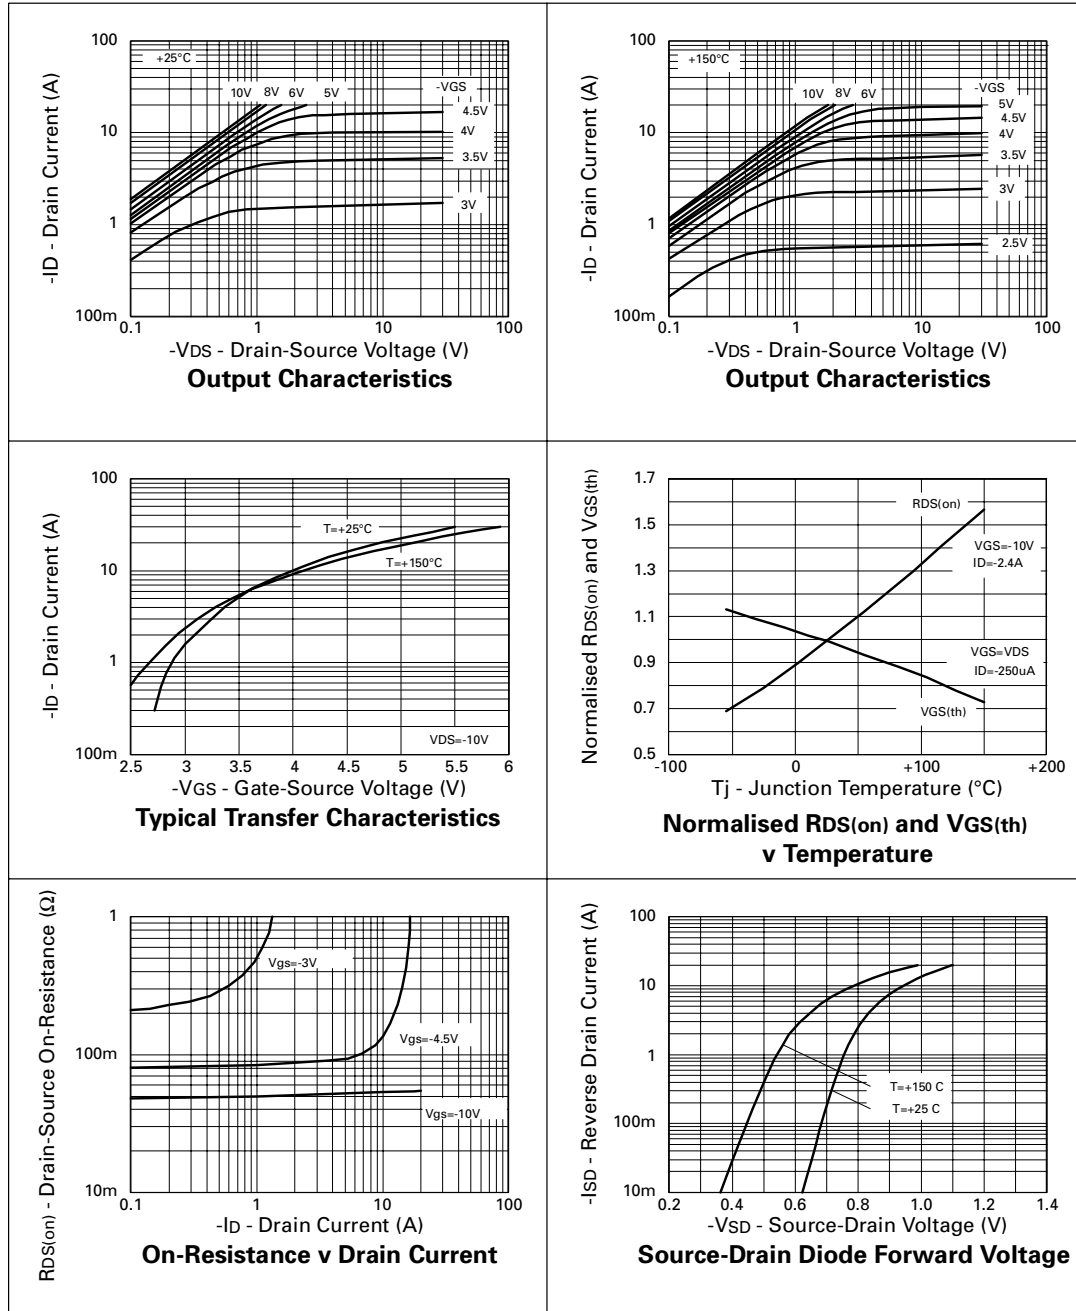 100
10
1
100m
-ID - Drain Current (A)
+25°C
10V 8V 6V 5V
-VGS
4.5V
4V
3.5V
3V
0.1 1 10 100
-VDS - Drain-Source Voltage (V)
Output Characteristics
100
10
1
100m
-ID - Drain Current (A)
+150°C
10V 8V 6V
-VGS
5V
4.5V
4V
3.5V
3V
2.5V
0.1 1 10 100
-VDS - Drain-Source Voltage (V)
Output Characteristics
100
10
1
100m
-ID - Drain Current (A)
T=+25°C
T=+150°C
VDS=-10V
2.5 3 3.5 4 4.5 5 5.5 6
-VGS - Gate-Source Voltage (V)
Typical Transfer Characteristics
1.7
1.5
1.3
1.1
0.9
0.7
0.5
Normalised RDS(on) and VGS(th)
RDS(on)
VGS=-10V
ID=-2.4A
VGS=VDS
ID=-250uA
VGS(th)
-100 0 +100 +200
Tj - Junction Temperature (°C)
Normalised RDS(on) and VGS(th)
v Temperature
1
100m
10m
RDS(on) - Drain-Source On-Resistance (Ω)
Vgs=-3V
Vgs=-4.5V
Vgs=-10V
0.1 1 10 100
-ID - Drain Current (A)
On-Resistance v Drain Current
100
10
1
100m
10m
-ISD - Reverse Drain Current (A)
T=+150 C
T=+25 C
0.2 0.4 0.6 0.8 1.0 1.2 1.4
-VSD - Source-Drain Voltage (V)
Source-Drain Diode Forward Voltage